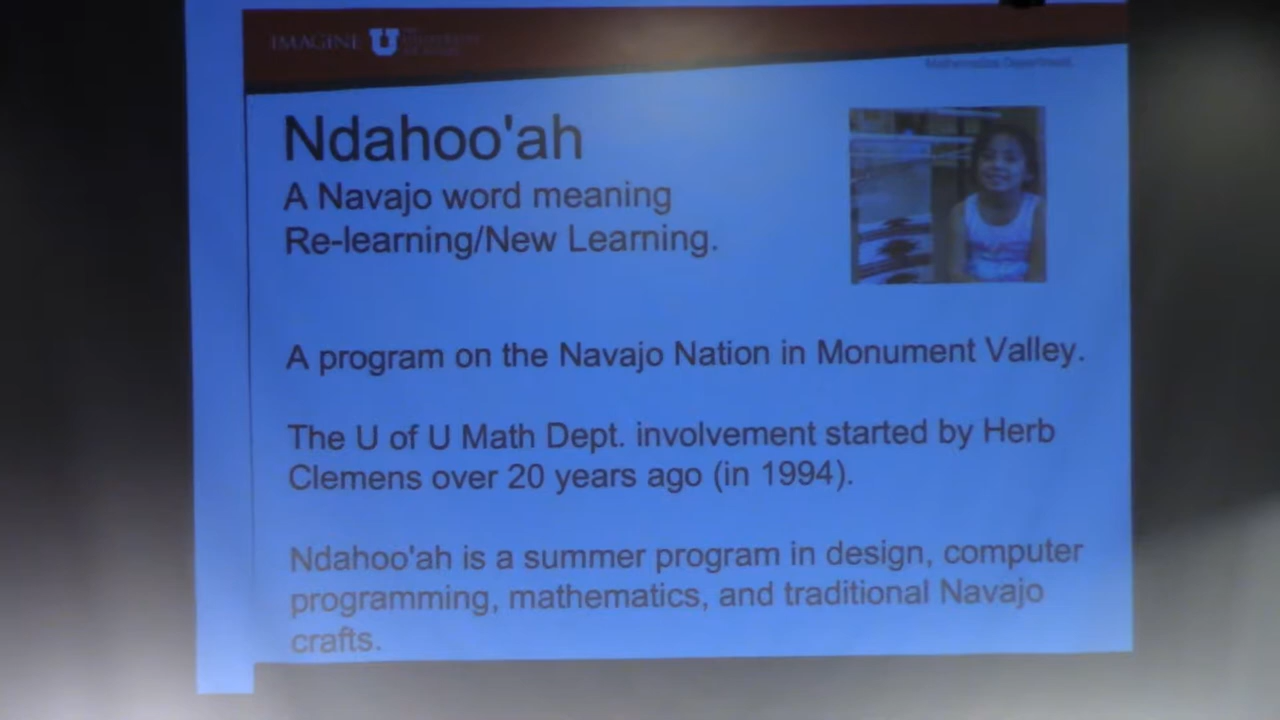 IMAGINE U
Mathematics Department
Ndahoo'ah
A Navajo word meaning
Re-learning/New Learning.
A program on the Navajo Nation in Monument Valley.
The U of U Math Dept. involvement started by Herb
Clemens over 20 years ago (in 1994).
Ndahoo'ah is a summer program in design, computer
programming, mathematics, and traditional Navajo
crafts.